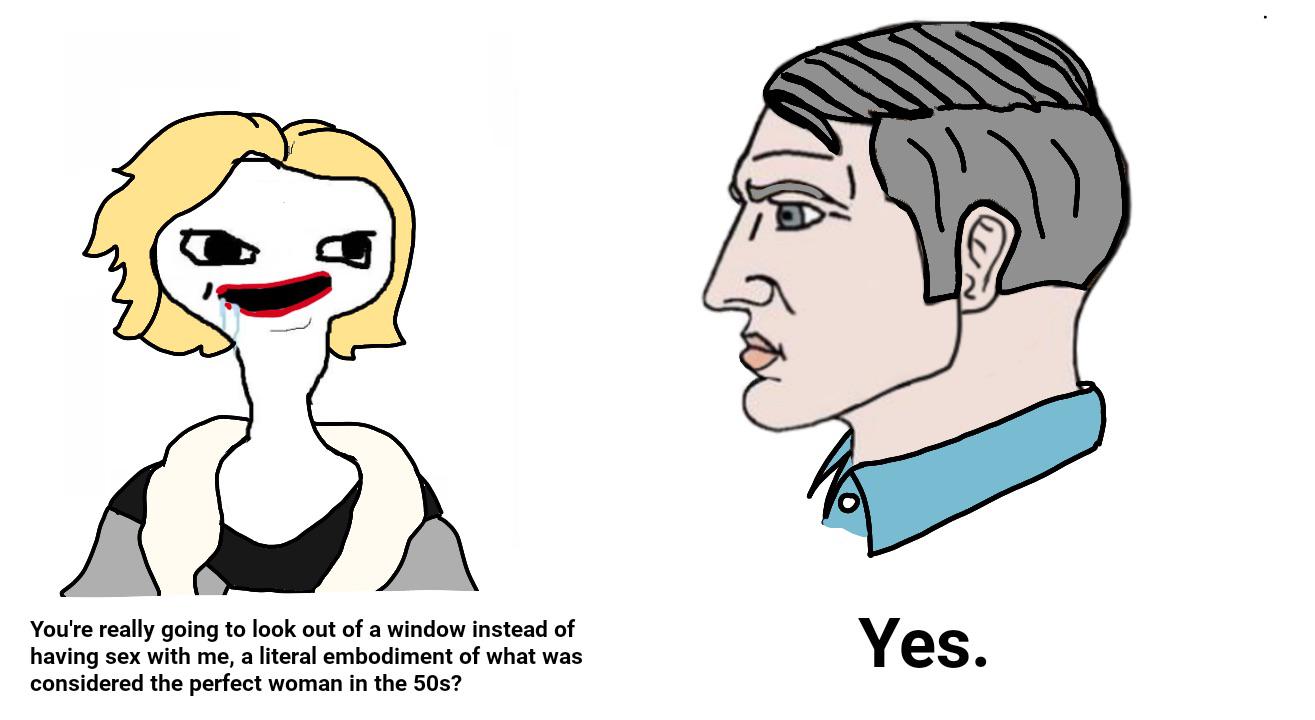 You're really going to look out of a window instead of
having sex with me, a literal embodiment of what was
considered the perfect woman in the 50s?
Yes.